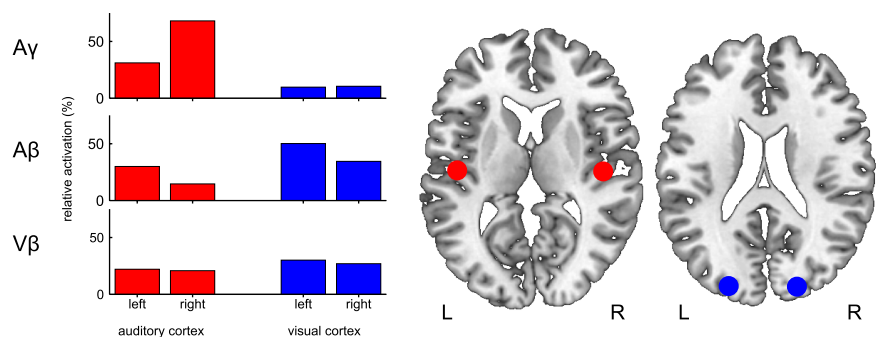 Aγ
50
0
Aβ
50
0
relative activation (%)
Vβ
50
0
left right left right
auditory cortex visual cortex
L R L R